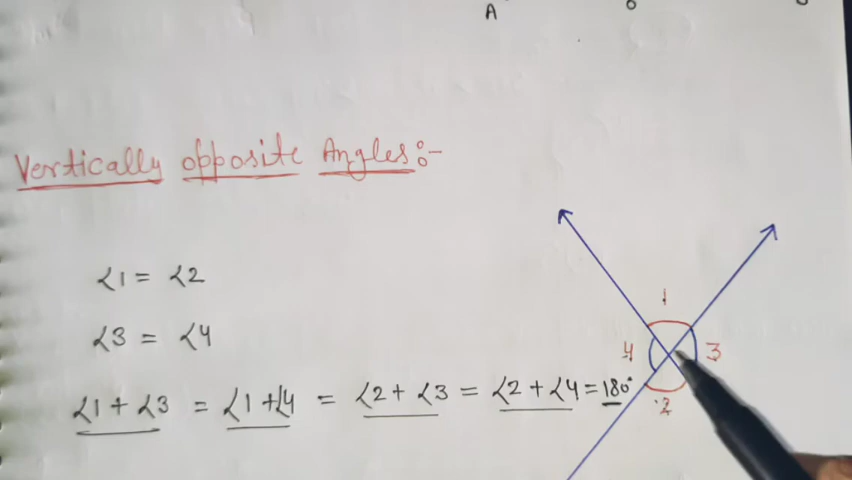 A
Vertically opposite Angles :-
∠1 = ∠2
∠3 = ∠4
∠1 + ∠3 = ∠1 + ∠4 = ∠2 + ∠3 = ∠2 + ∠4 = 180°
1
4
3
2